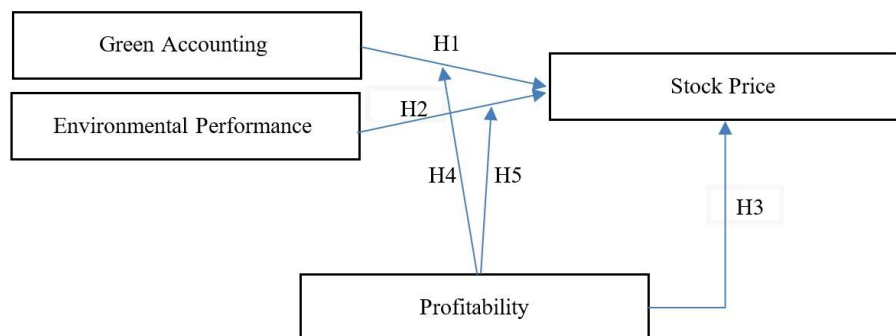 Green Accounting
H1
Stock Price
H2
Environmental Performance
H4
H5
H3
Profitability